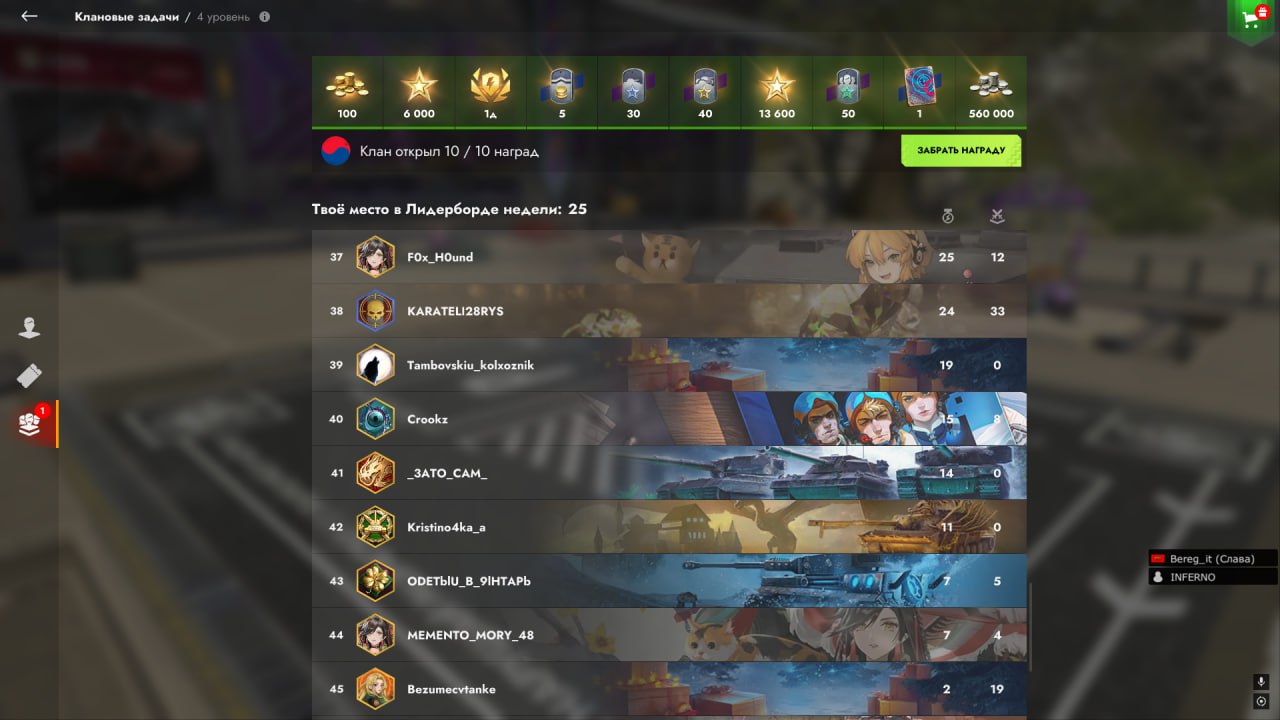 Клановые задачи / 4 уровень
100 6 000 1д 5 30 40 13 600 50 1 560 000
Клан открыл 10 / 10 наград
ЗАБРАТЬ НАГРАДУ
Твоё место в Лидерборде недели: 25
37 F0x_H0und 25 12
38 KARATELI28RYS 24 33
39 Tambovskiu_kolxoznik 19 0
40 Crookz 15 8
41 _3ATO_CAM_ 14 0
42 Kristino4ka_a 11 0
43 ODETblU_B_9lHTAPb 7 5
44 MEMENTO_MORY_48 7 4
45 Bezumecvtanke 2 19
1
Bereg_it (Слава)
INFERNO